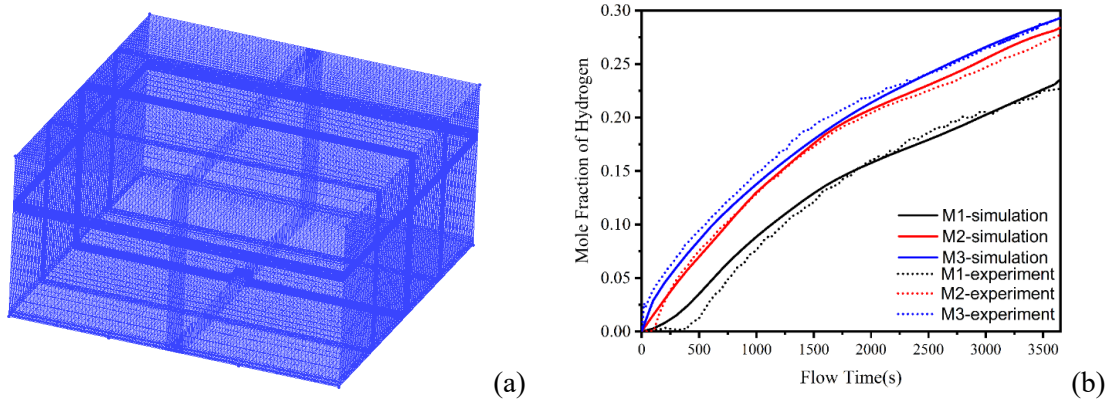 (a)
Mole Fraction of Hydrogen
0.30
0.25
0.20
0.15
0.10
0.05
0.00
M1-simulation
M2-simulation
M3-simulation
M1-experiment
M2-experiment
M3-experiment
0 500 1000 1500 2000 2500 3000 3500
Flow Time(s)
(b)